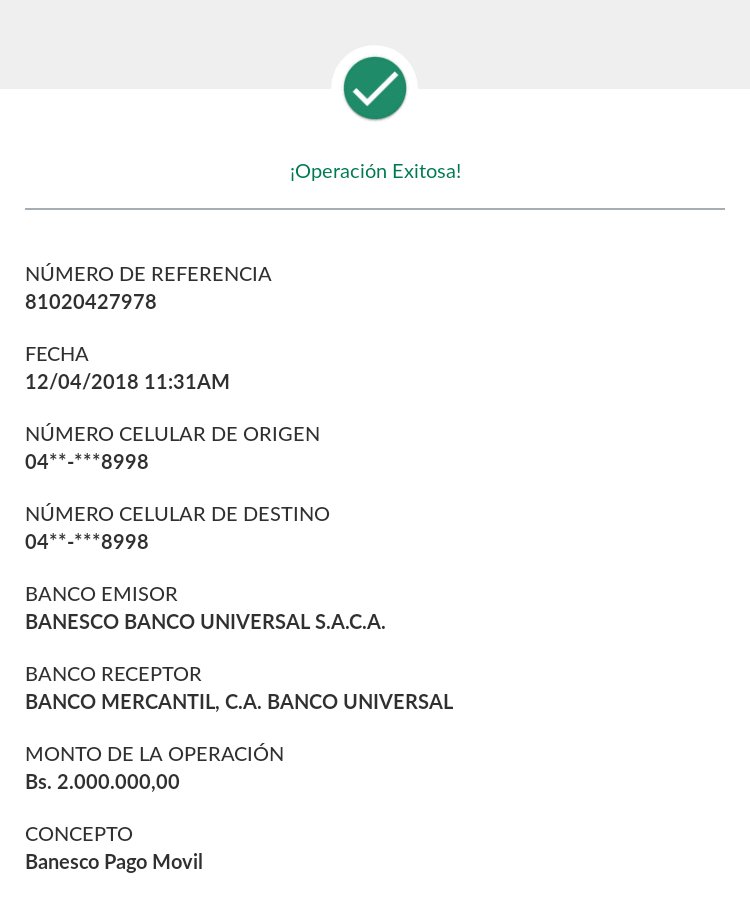 ¡Operación Exitosa!
NÚMERO DE REFERENCIA
81020427978
FECHA
12/04/2018 11:31AM
NÚMERO CELULAR DE ORIGEN
04**-***8998
NÚMERO CELULAR DE DESTINO
04**-***8998
BANCO EMISOR
BANESCO BANCO UNIVERSAL S.A.C.A.
BANCO RECEPTOR
BANCO MERCANTIL, C.A. BANCO UNIVERSAL
MONTO DE LA OPERACIÓN
Bs. 2.000.000,00
CONCEPTO
Banesco Pago Movil